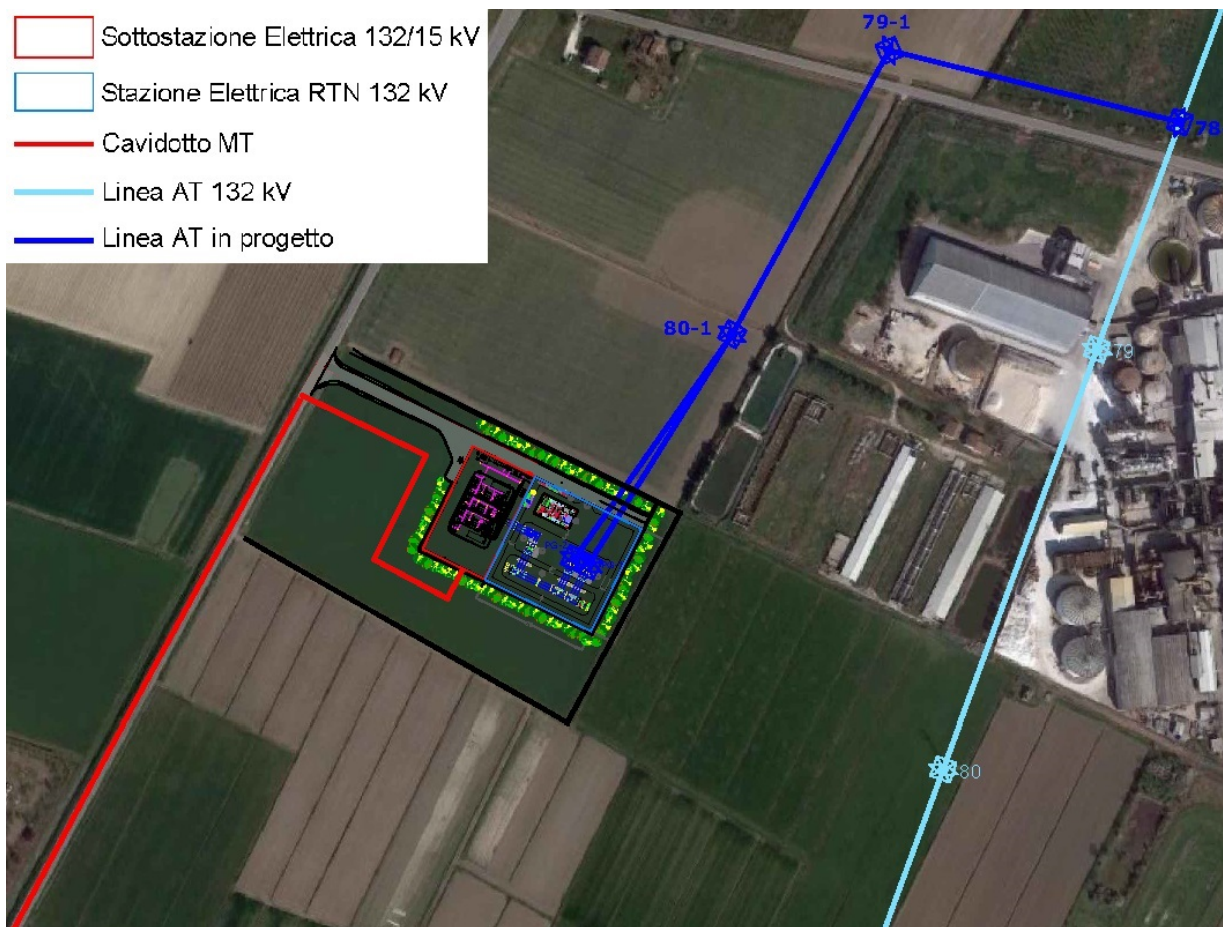 Sottostazione Elettrica 132/15 kV
Stazione Elettrica RTN 132 kV
Cavidotto MT
Linea AT 132 kV
Linea AT in progetto
79-1
78
80-1
79
80